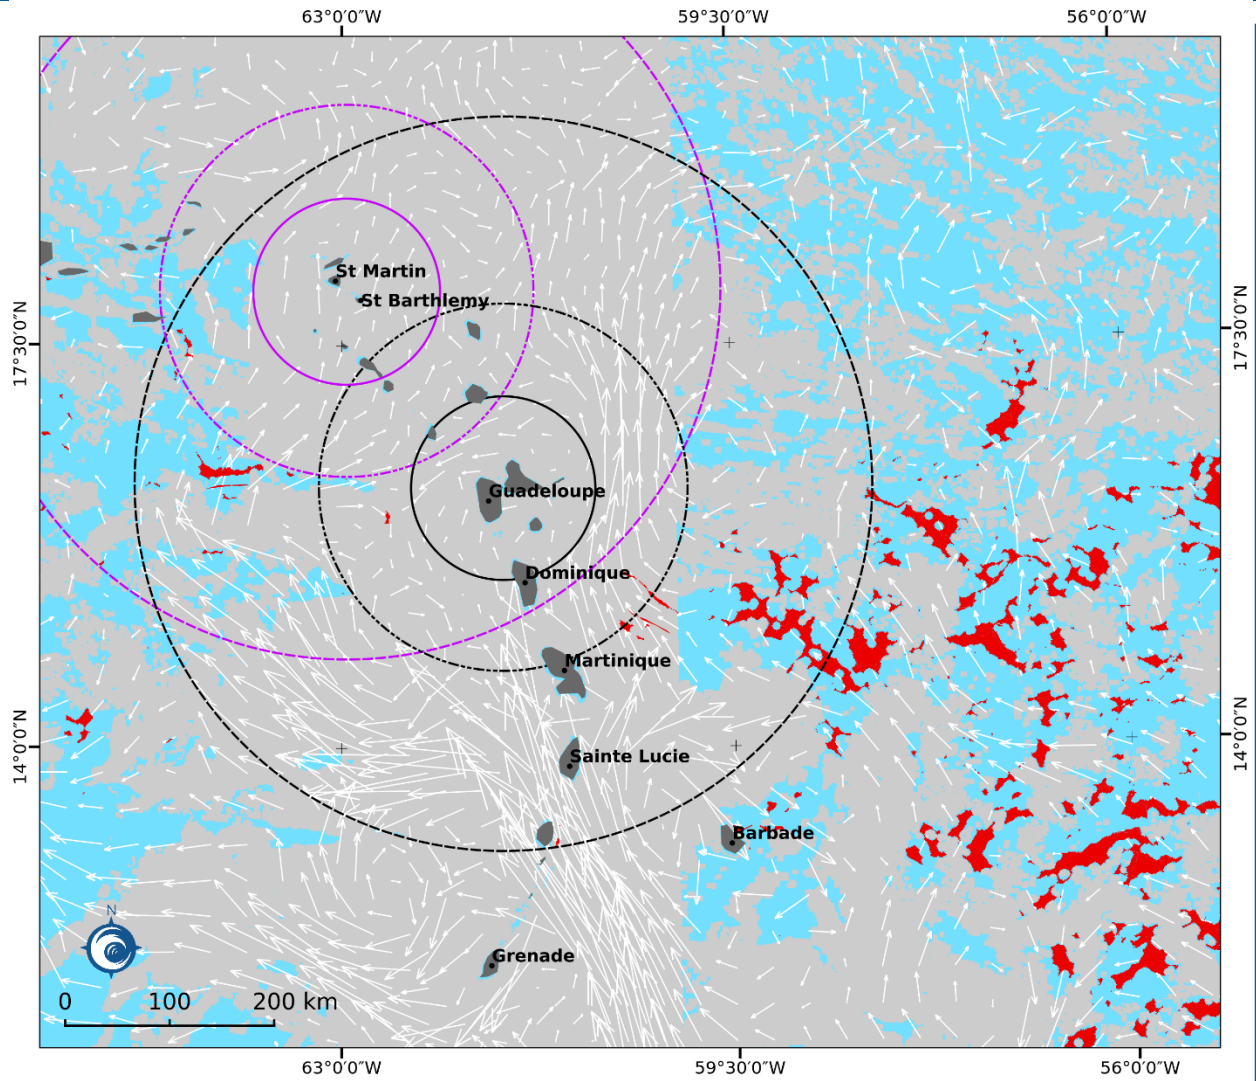 63°0'0"W 59°30'0"W 56°0'0"W
St Martin
St Barthlemy
17°30'0"N 17°30'0"N
Guadeloupe
Dominique
Martinique
14°0'0"N 14°0'0"N
Sainte Lucie
Barbade
N
Grenade
0 100 200 km
63°0'0"W 59°30'0"W 56°0'0"W